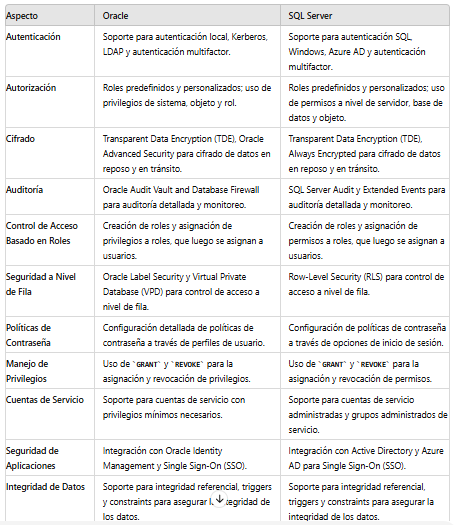 Aspecto Oracle SQL Server
Autenticación Soporte para autenticación local, Kerberos, Soporte para autenticación SQL,
LDAP y autenticación multifactor. Windows, Azure AD y autenticación
multifactor.
Autorización Roles predefinidos y personalizados; uso de Roles predefinidos y personalizados; uso
privilegios de sistema, objeto y rol. de permisos a nivel de servidor, base de
datos y objeto.
Cifrado Transparent Data Encryption (TDE), Oracle Transparent Data Encryption (TDE),
Advanced Security para cifrado de datos en Always Encrypted para cifrado de datos
reposo y en tránsito. en reposo y en tránsito.
Auditoría Oracle Audit Vault and Database Firewall SQL Server Audit y Extended Events para
para auditoría detallada y monitoreo. auditoría detallada y monitoreo.
Control de Acceso Creación de roles y asignación de Creación de roles y asignación de
Basado en Roles privilegios a roles, que luego se asignan a permisos a roles, que luego se asignan a
usuarios. usuarios.
Seguridad a Nivel Oracle Label Security y Virtual Private Row-Level Security (RLS) para control de
de Fila Database (VPD) para control de acceso a acceso a nivel de fila.
nivel de fila.
Políticas de Configuración detallada de políticas de Configuración de políticas de contraseña
Contraseña contraseña a través de perfiles de usuario. a través de opciones de inicio de sesión.
Manejo de Uso de `GRANT` y `REVOKE` para la Uso de `GRANT` y `REVOKE` para la
Privilegios asignación y revocación de privilegios. asignación y revocación de permisos.
Cuentas de Servicio Soporte para cuentas de servicio con Soporte para cuentas de servicio
privilegios mínimos necesarios. administradas y grupos administrados de
servicio.
Seguridad de Integración con Oracle Identity Integración con Active Directory y Azure
Aplicaciones Management y Single Sign-On (SSO). AD para Single Sign-On (SSO).
Integridad de Datos Soporte para integridad referencial, triggers Soporte para integridad referencial,
y constraints para asegurar la integridad de triggers y constraints para asegurar la
los datos. integridad de los datos.